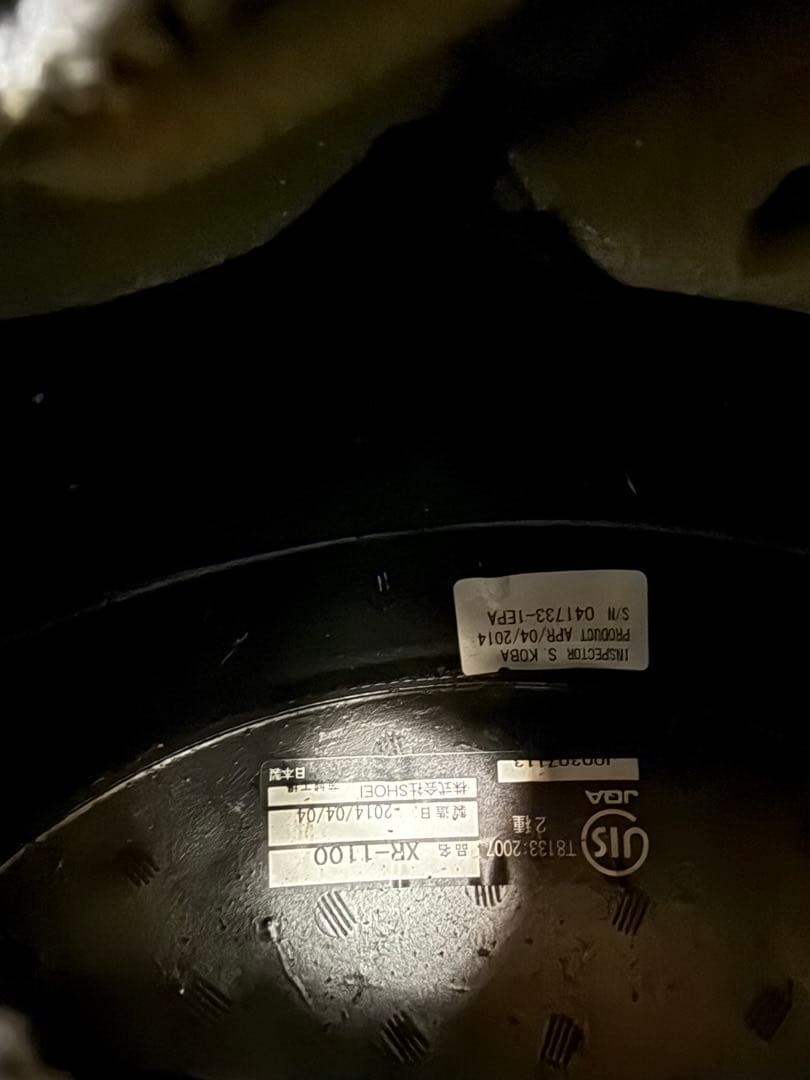 INSPECTOR S. KOBA
PRODUCT APR/04/2014
S/N 041733-1EPA
JIS
JQA
T8133:2007
2種
J00207113
品名 XR-1100
製造日 2014/04/04
株式会社SHOEI
日本製